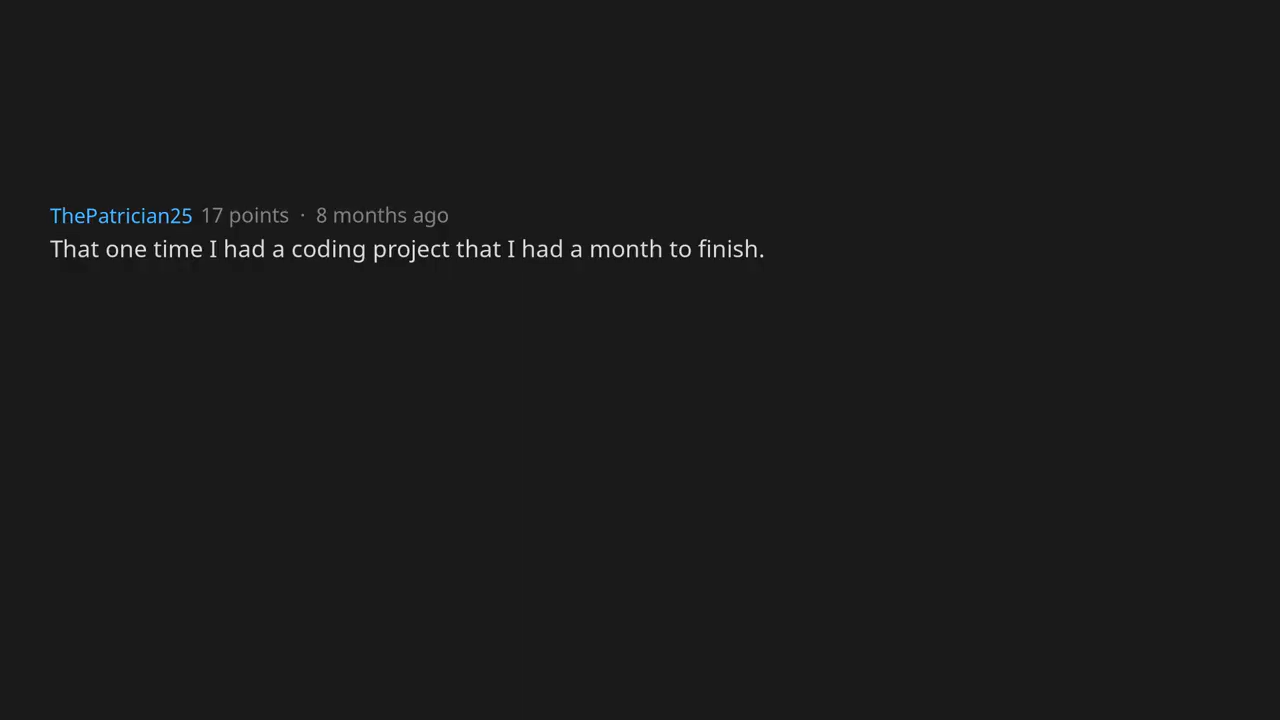 ThePatrician25 17 points · 8 months ago
That one time I had a coding project that I had a month to finish.